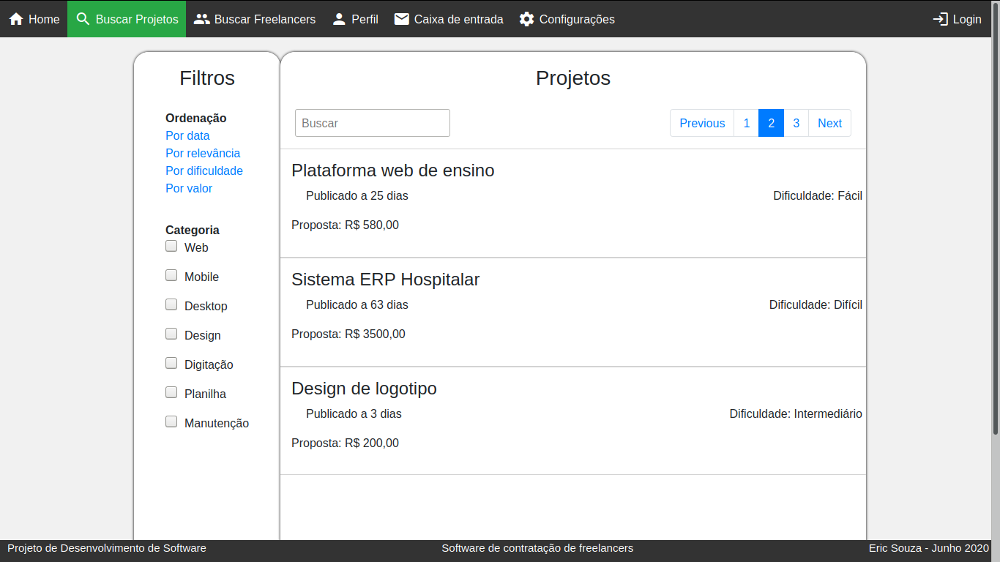 Home Buscar Projetos Buscar Freelancers Perfil Caixa de entrada Configurações Login
Filtros
Ordenação
Por data
Por relevância
Por dificuldade
Por valor
Categoria
Web
Mobile
Desktop
Design
Digitação
Planilha
Manutenção
Projetos
Buscar
Previous 1 2 3 Next
Plataforma web de ensino
Publicado a 25 dias Dificuldade: Fácil
Proposta: R$ 580,00
Sistema ERP Hospitalar
Publicado a 63 dias Dificuldade: Difícil
Proposta: R$ 3500,00
Design de logotipo
Publicado a 3 dias Dificuldade: Intermediário
Proposta: R$ 200,00
Projeto de Desenvolvimento de Software Software de contratação de freelancers Eric Souza - Junho 2020